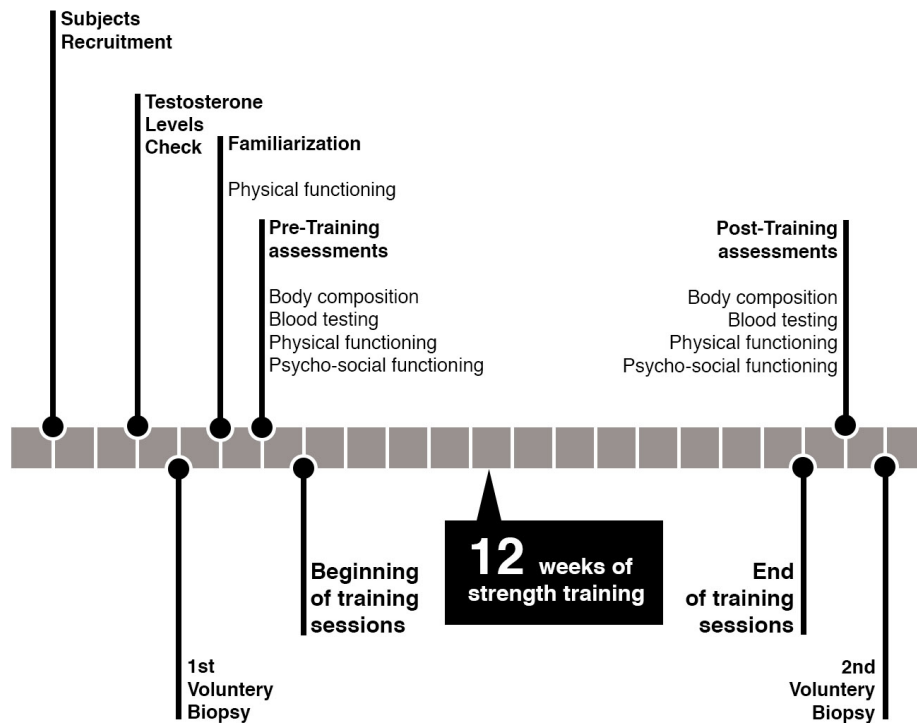 Subjects
Recruitment
Testosterone
Levels
Check
Familiarization
Physical functioning
Pre-Training
assessments
Body composition
Blood testing
Physical functioning
Psycho-social functioning
Post-Training
assessments
Body composition
Blood testing
Physical functioning
Psycho-social functioning
12 weeks of
strength training
Beginning
of training
sessions
End
of training
sessions
1st
Voluntery
Biopsy
2nd
Voluntery
Biopsy